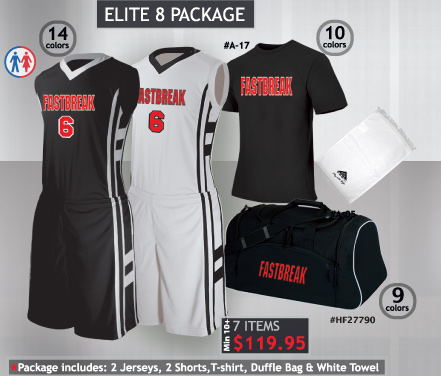 ELITE 8 PACKAGE
14
colors
#A-17
10
colors
FASTBREAK
6
FASTBREAK
6
FASTBREAK
FASTBREAK
9
colors
#HF27790
Min 10+
7 ITEMS
$119.95
#Package includes: 2 Jerseys, 2 Shorts,T-shirt, Duffle Bag & White Towel